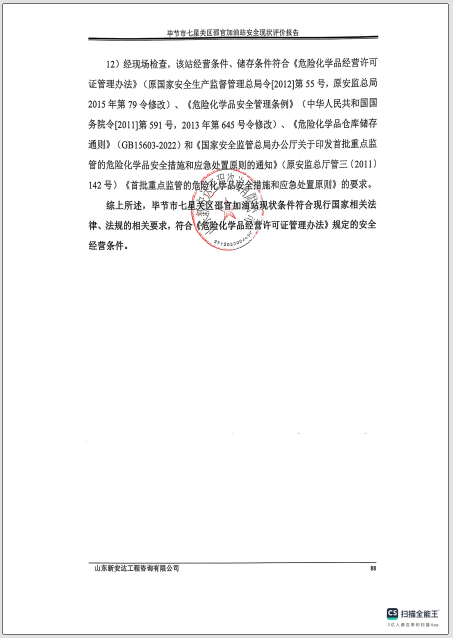 毕节市七星关区邵官加油站安全现状评价报告
12）经现场检查，该站经营条件、储存条件符合《危险化学品经营许可
证管理办法》（原国家安全生产监督管理总局令[2012]第 55 号，原安监总局
2015 年第 79 令修改）、《危险化学品安全管理条例》（中华人民共和国国
务院令[2011]第 591 号，2013 年第 645 号令修改）、《危险化学品仓库储存
通则》（GB15603-2022）和《国家安全监管总局办公厅关于印发首批重点监
管的危险化学品安全措施和应急处置原则的通知》（原安监总厅管三（2011）
142 号）《首批重点监管的危险化学品安全措施和应急处置原则》的要求。
综上所述，毕节市七星关区邵官加油站现状条件符合现行国家相关法
律、法规的相关要求，符合《危险化学品经营许可证管理办法》规定的安全
经营条件。
山东新安达工程咨询有限公司
88
CS 扫描全能王
3亿人都在用的扫描App